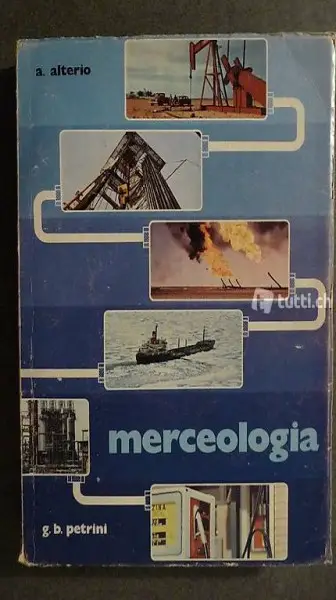 a. alterio
tutti.ch
merceologia
g. b. petrini